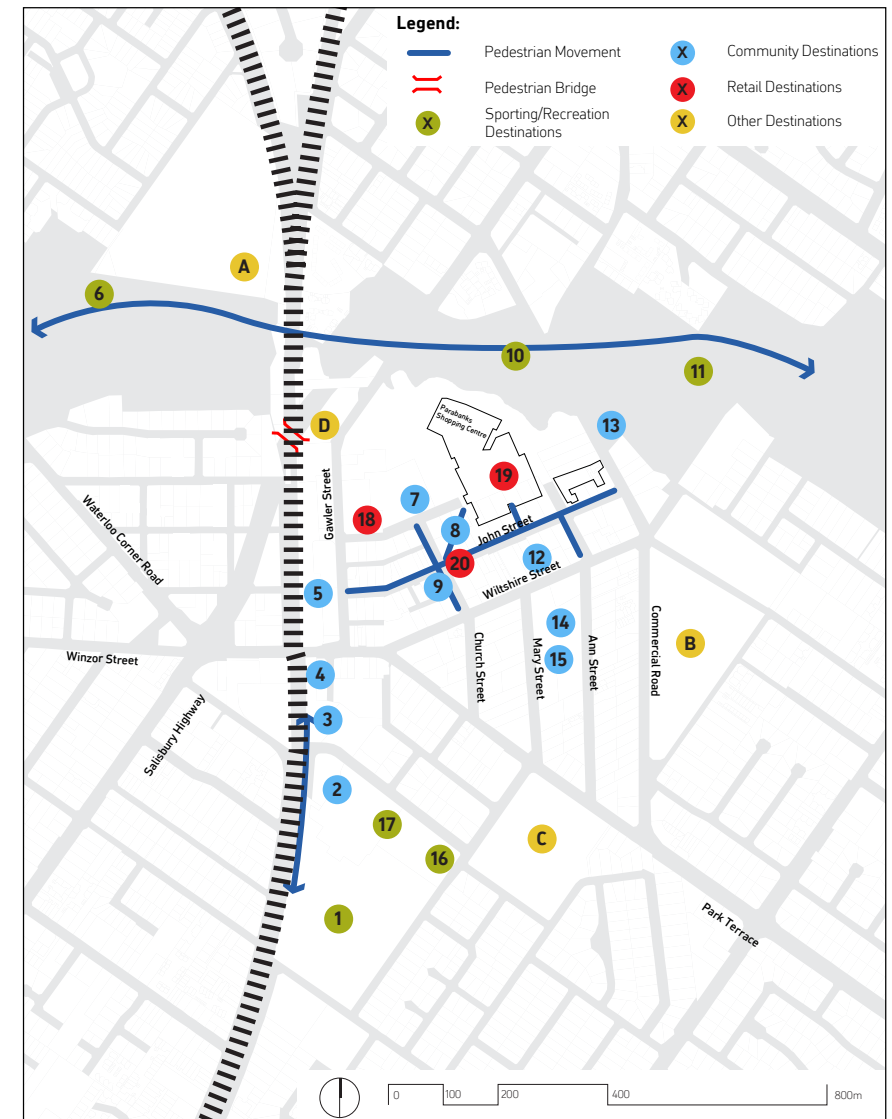 Legend:
Pedestrian Movement
Pedestrian Bridge
X
Sporting/Recreation
Destinations
X
Community Destinations
X
Retail Destinations
X
Other Destinations
A
6
10
11
D
13
Parabanks
Shopping Centre
19
7
18
8
John Street
Gawler Street
20
12
Waterloo Corner Road
9
Wiltshire Street
5
14
Church Street
Mary Street
Ann Street
Commercial Road
B
15
Winzor Street
4
3
Salisbury Highway
2
17
16
C
1
Park Terrace
0
100
200
400
800m